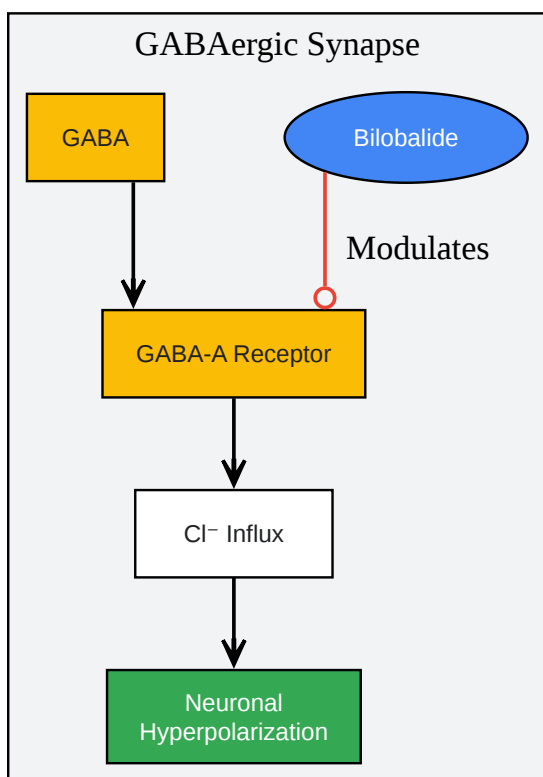 GABAergic Synapse
GABA
Bilobalide
Modulates
GABA-A Receptor
Cl⁻ Influx
Neuronal
Hyperpolarization